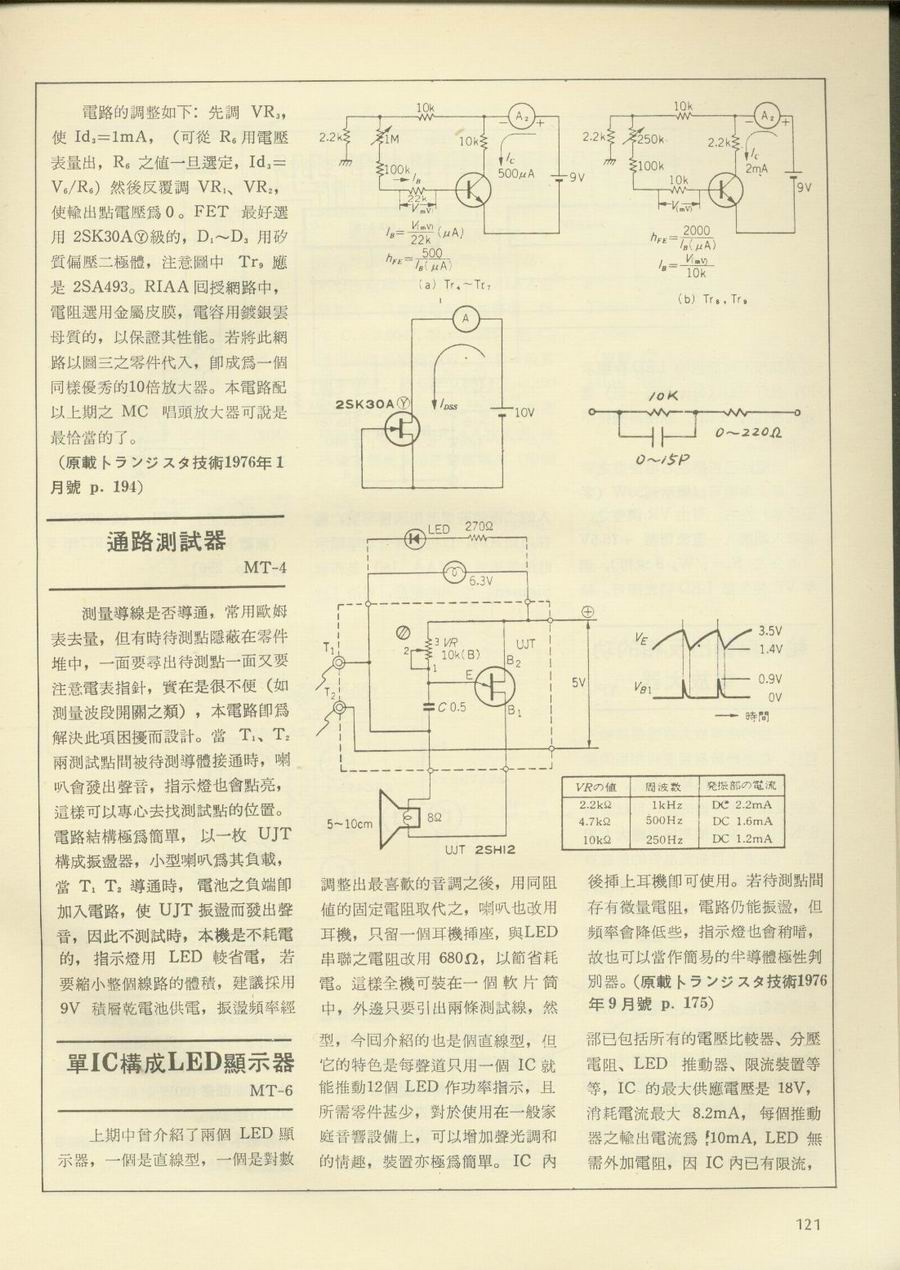 電路的調整如下：先調 VR₃，
使 Id₃=1mA，（可從 R₆用電壓
表量出，R₆ 之值一旦選定，Id₃=
V₆/R₆）然後反覆調 VR₁、VR₂，
使輸出點電壓爲0。FET 最好選
用 2SK30AⓎ級的，D₁～D₃ 用矽
質偏壓二極體，注意圖中 Tr₉ 應
是 2SA493。RIAA回授網路中，
電阻選用金屬皮膜，電容用鍍銀雲
母質的，以保證其性能。若將此網
路以圖三之零件代入，卽成爲一個
同樣優秀的10倍放大器。本電路配
以上期之 MC 唱頭放大器可說是
最恰當的了。
（原載トランジスタ技術1976年1
月號 p. 194）
10k
A₂
2.2k
1M
10k
100k
I_B
I_C
500μA
9V
22k
V(mV)
I_B= V(mV)/22k (μA)
h_FE= 500/I_B(μA)
(a) Tr₄～Tr₇
10k
A₂
2.2k
250k
2.2k
100k
10k
I_C
2mA
9V
V(mV)
h_FE= 2000/I_B(μA)
I_B= V(mV)/10k
(b) Tr₈, Tr₉
A
2SK30AⓎ
I_DSS
10V
10K
0～15P
0～220Ω
通路測試器
MT-4
測量導線是否導通，常用歐姆
表去量，但有時待測點隱蔽在零件
堆中，一面要尋出待測點一面又要
注意電表指針，實在是很不便（如
測量波段開關之類），本電路卽爲
解決此項困擾而設計。當 T₁、T₂
兩測試點間被待測導體接通時，喇
叭會發出聲音，指示燈也會點亮，
這樣可以專心去找測試點的位置。
電路結構極爲簡單，以一枚 UJT
構成振盪器，小型喇叭爲其負載，
當 T₁ T₂ 導通時，電池之負端卽
加入電路，使 UJT 振盪而發出聲
音，因此不測試時，本機是不耗電
的，指示燈用 LED 較省電，若
要縮小整個線路的體積，建議採用
9V 積層乾電池供電，振盪頻率經
LED
270Ω
6.3V
T₁
T₂
3 VR
10k(B)
2
1
E
B₂
B₁
UJT
C 0.5
5V
⊕
5～10cm
8Ω
UJT 2SH12
V_E
3.5V
1.4V
V_B1
0.9V
0V
時間
VRの値 周波数 発振部の電流
2.2kΩ 1kHz DC 2.2mA
4.7kΩ 500Hz DC 1.6mA
10kΩ 250Hz DC 1.2mA
調整出最喜歡的音調之後，用同阻
值的固定電阻取代之，喇叭也改用
耳機，只留一個耳機揷座，與LED
串聯之電阻改用 680Ω，以節省耗
電。這樣全機可裝在一個軟片筒
中，外邊只要引出兩條測試線，然
後揷上耳機卽可使用。若待測點間
存有微量電阻，電路仍能振盪，但
頻率會降低些，指示燈也會稍暗，
故也可以當作簡易的半導體極性判
別器。（原載トランジスタ技術1976
年9月號 p. 175）
單IC構成LED顯示器
MT-6
上期中曾介紹了兩個 LED 顯
示器，一個是直線型，一個是對數
型，今回介紹的也是個直線型，但
它的特色是每聲道只用一個 IC 就
能推動12個 LED 作功率指示，且
所需零件甚少，對於使用在一般家
庭音響設備上，可以增加聲光調和
的情趣，裝置亦極爲簡單。IC 內
部已包括所有的電壓比較器、分壓
電阻、LED 推動器、限流裝置等
等，IC 的最大供應電壓是 18V，
消耗電流最大 8.2mA，每個推動
器之輸出電流爲 10mA, LED 無
需外加電阻，因 IC 內已有限流，
121